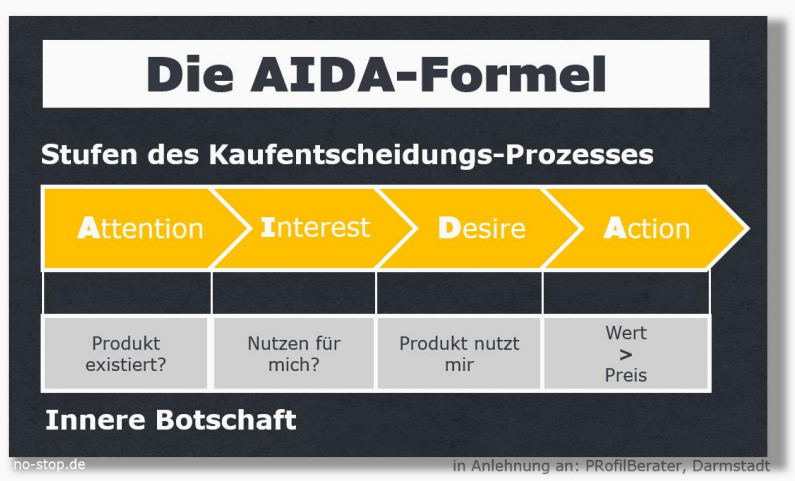 Die AIDA-Formel
Stufen des Kaufentscheidungs-Prozesses
Attention
Interest
Desire
Action
Produkt
existiert?
Nutzen für
mich?
Produkt nutzt
mir
Wert
>
Preis
Innere Botschaft
no-stop.de
in Anlehnung an: PRofilBerater, Darmstadt